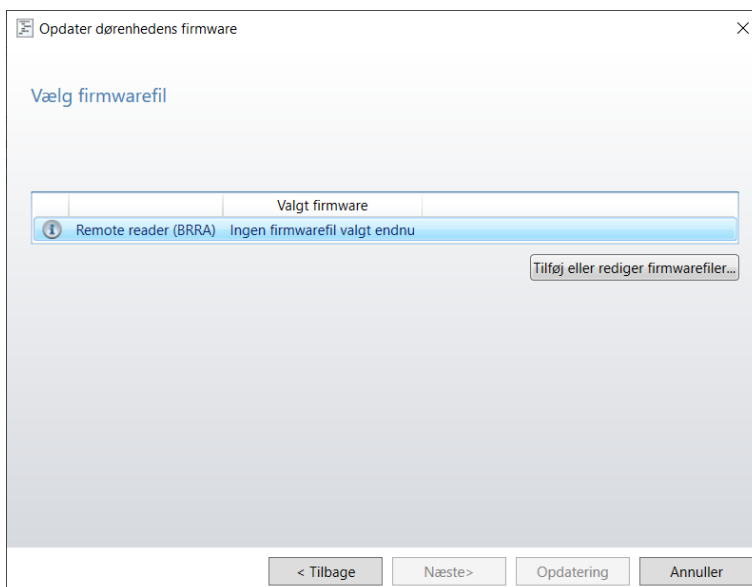 Opdater dørenhedens firmware
Vælg firmwarefil
Valgt firmware
Remote reader (BRRA) Ingen firmwarefil valgt endnu
Tilføj eller rediger firmwarefiler...
< Tilbage Næste> Opdatering Annuller